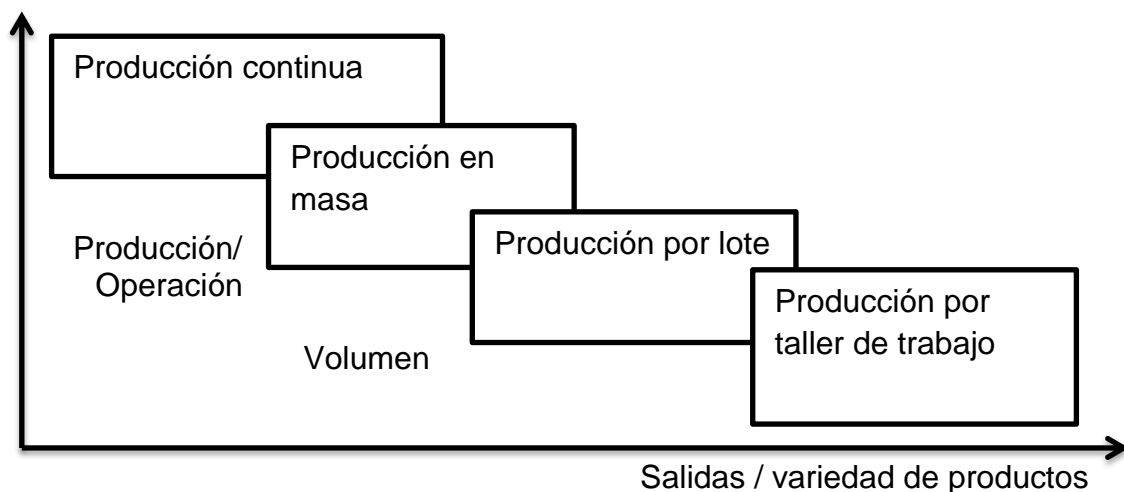 Producción continua
Producción en
masa
Producción/
Operación
Producción por lote
Producción por
taller de trabajo
Volumen
Salidas / variedad de productos